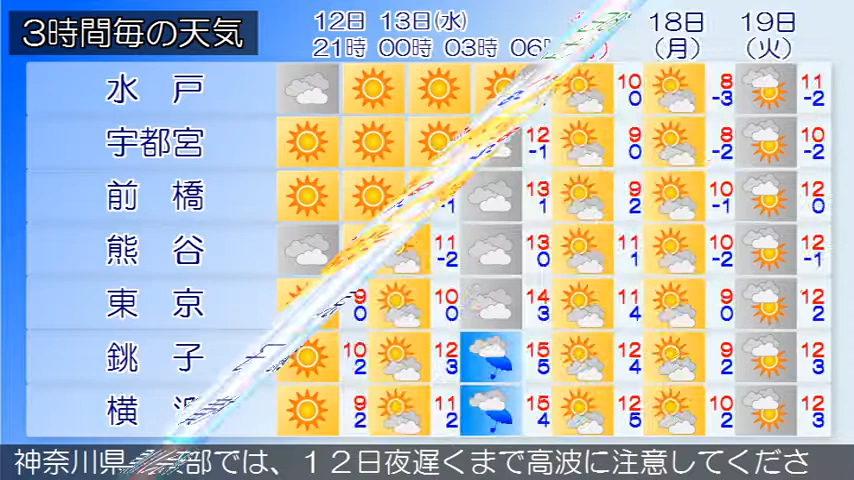 3時間毎の天気
12日 13日(水) 18日 19日
21時 00時 03時 06 (月) (火)
水戸 10 0 8 -3 11 -2
宇都宮 12 -1 9 0 8 -2 10 -2
前橋 -1 13 1 9 2 10 -1 12 0
熊谷 11 -2 13 0 11 1 10 -2 12 -1
東京 9 0 10 0 14 3 11 4 9 0 12 2
銚子 10 2 12 3 15 5 12 4 9 2 12 3
横 9 2 11 2 15 4 12 5 10 2 12 3
神奈川県 部では、12日夜遅くまで高波に注意してくださ